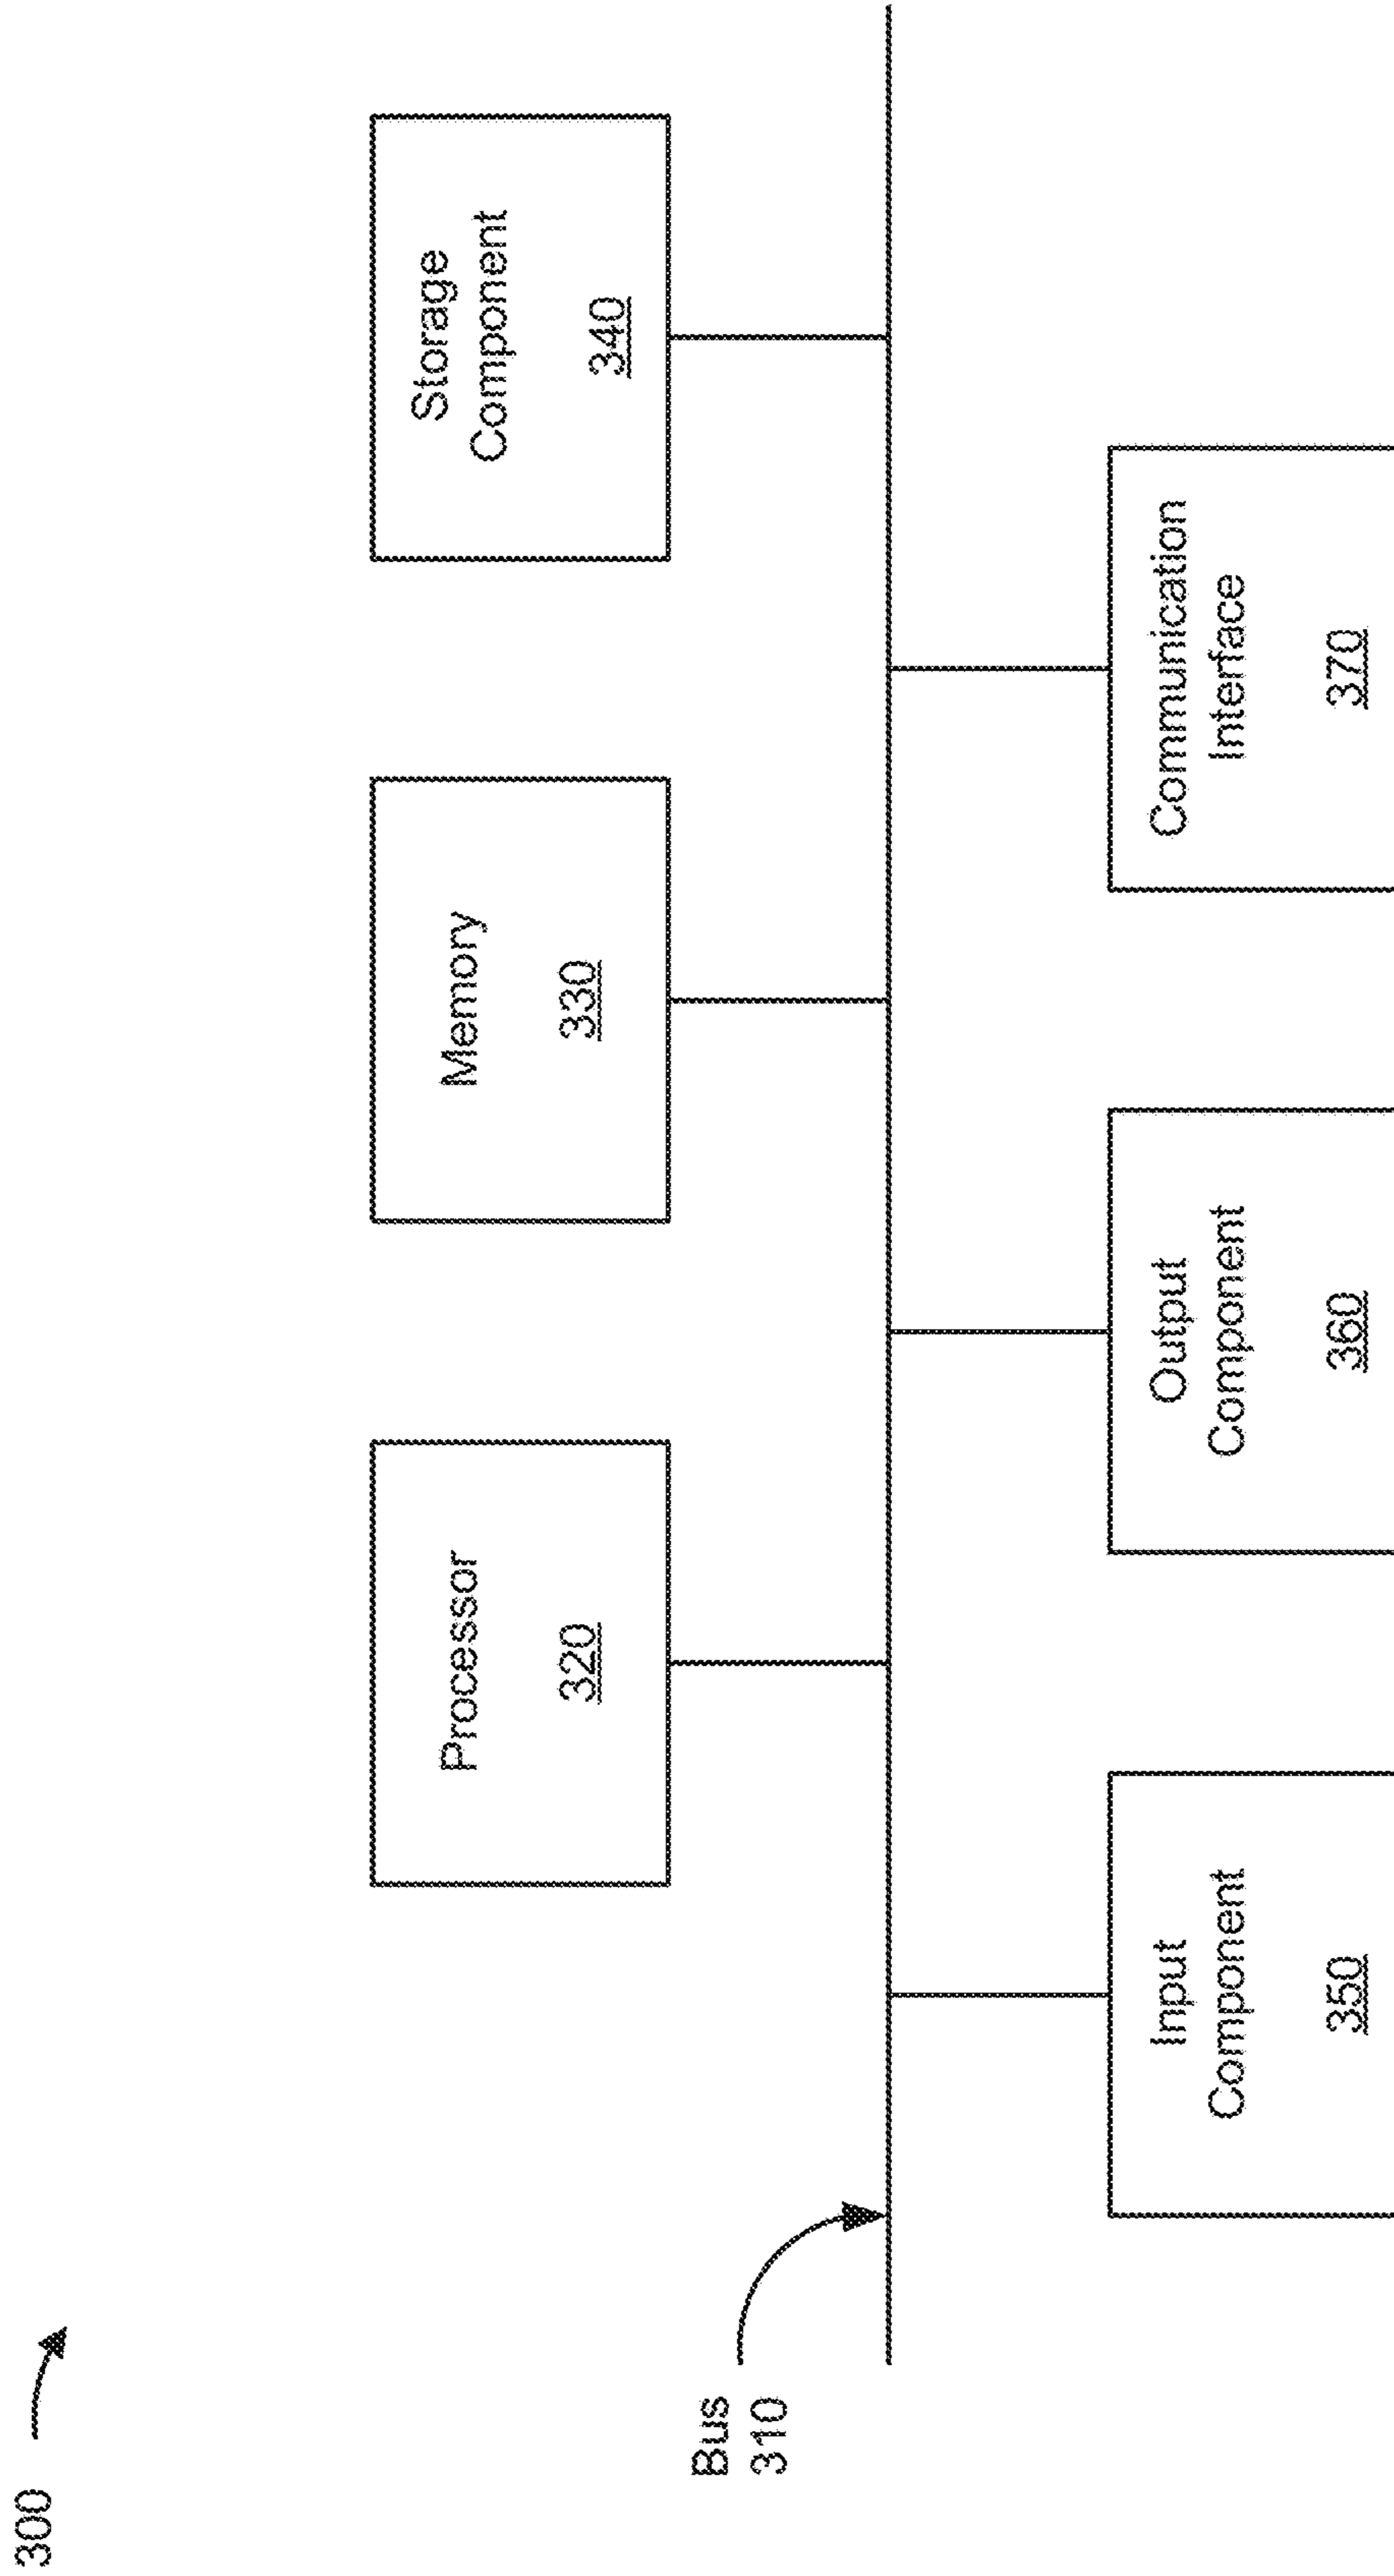 300
Processor
320
Memory
330
Storage
Component
340
Bus
310
Input
Component
350
Output
Component
360
Communication
Interface
370